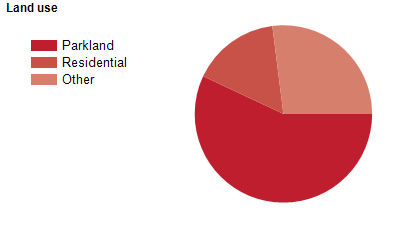 Land use
Parkland
Residential
Other